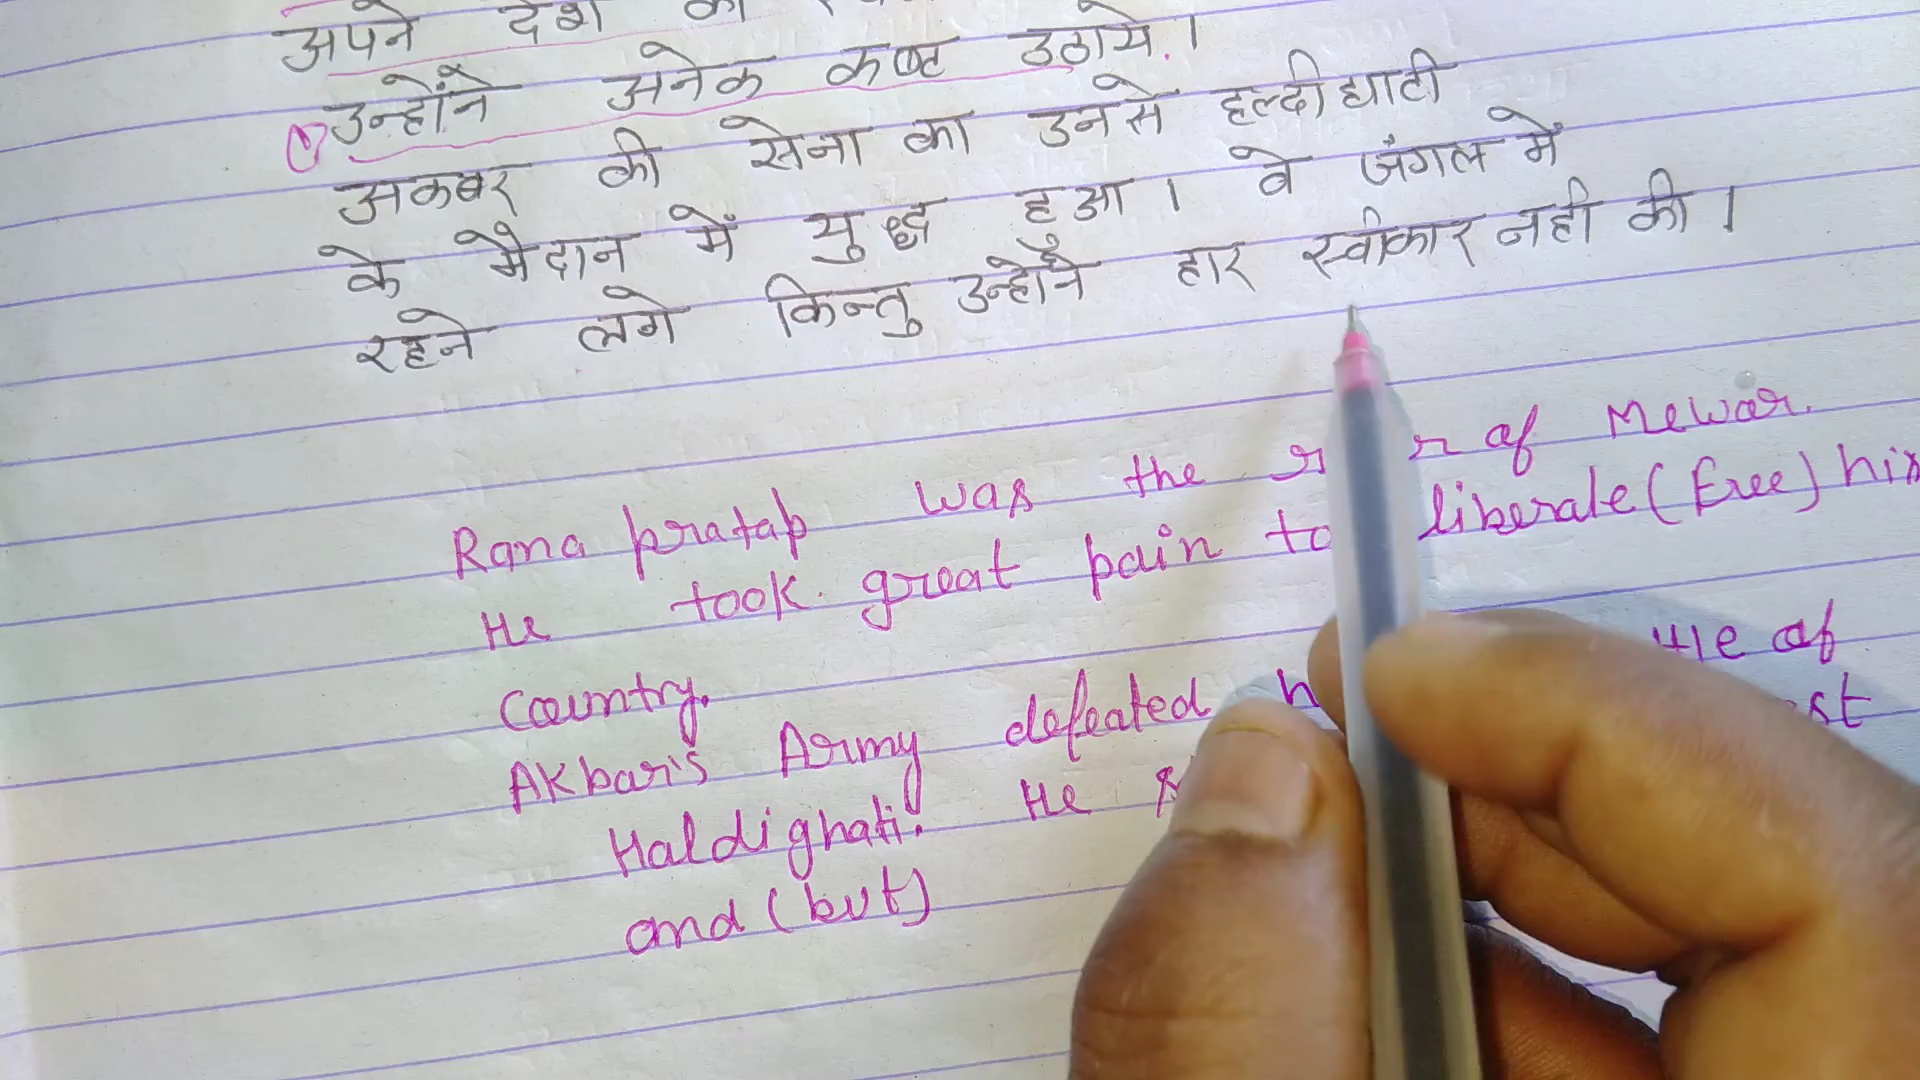 अपने देश को
उन्होंने अनेक कष्ट उठाये।
अकबर की सेना का उनसे हल्दीघाटी
के मैदान में युद्ध हुआ। वे जंगल में
रहने लगे किन्तु उन्होंने हार स्वीकार नही की।
Rana pratap was the of Mewar.
He took great pain to liberate (free) his
Country.
Akbar's Army defeated of
Haldighati. He
and (but)